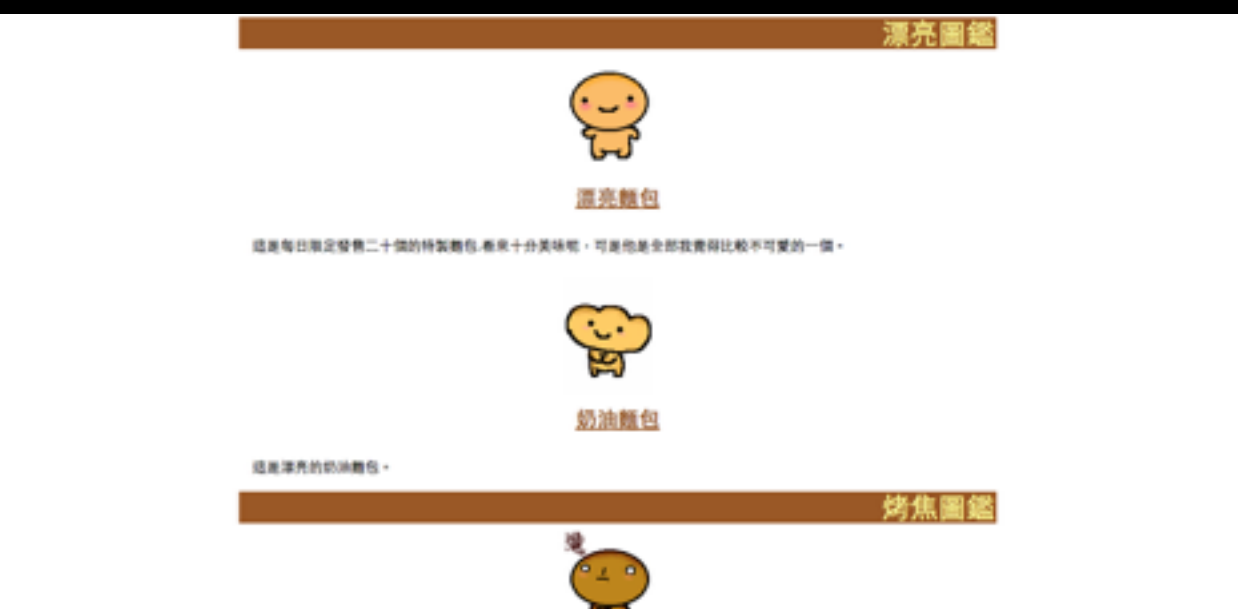 漂亮圖鑑
漂亮麵包
這是每日限定發售二十個的特製麵包,看來十分美味呢,可是他是全部我覺得比較不可愛的一個。
奶油麵包
這是漂亮的奶油麵包。
烤焦圖鑑